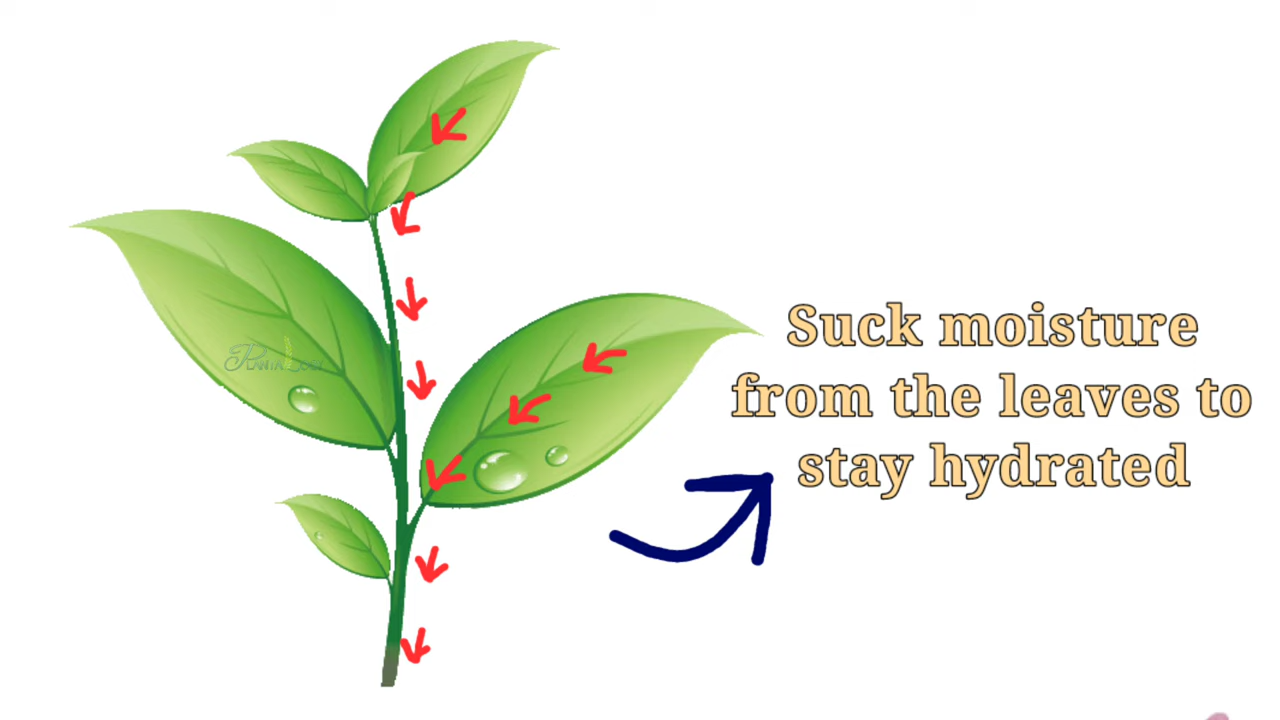 Suck moisture
from the leaves to
stay hydrated